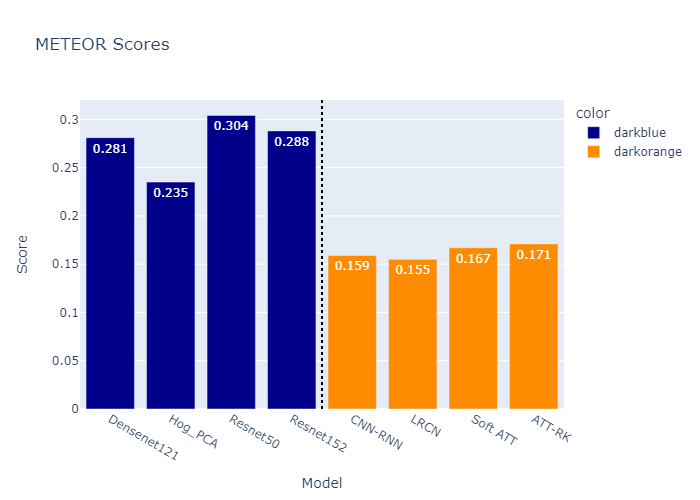 METEOR Scores
color
darkblue
darkorange
0.3
0.25
0.2
0.15
0.1
0.05
0
Score
0.281
0.235
0.304
0.288
0.159
0.155
0.167
0.171
Densenet121
Hog_PCA
Resnet50
Resnet152
CNN-RNN
LRCN
Soft ATT
ATT-RK
Model